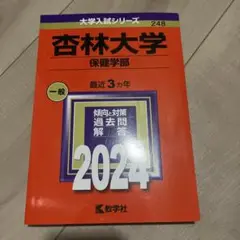 大学入試シリーズ
248
杏林大学
保健学部
一般
最近3カ年
傾向と対策
過去問
解答
2024
教学社